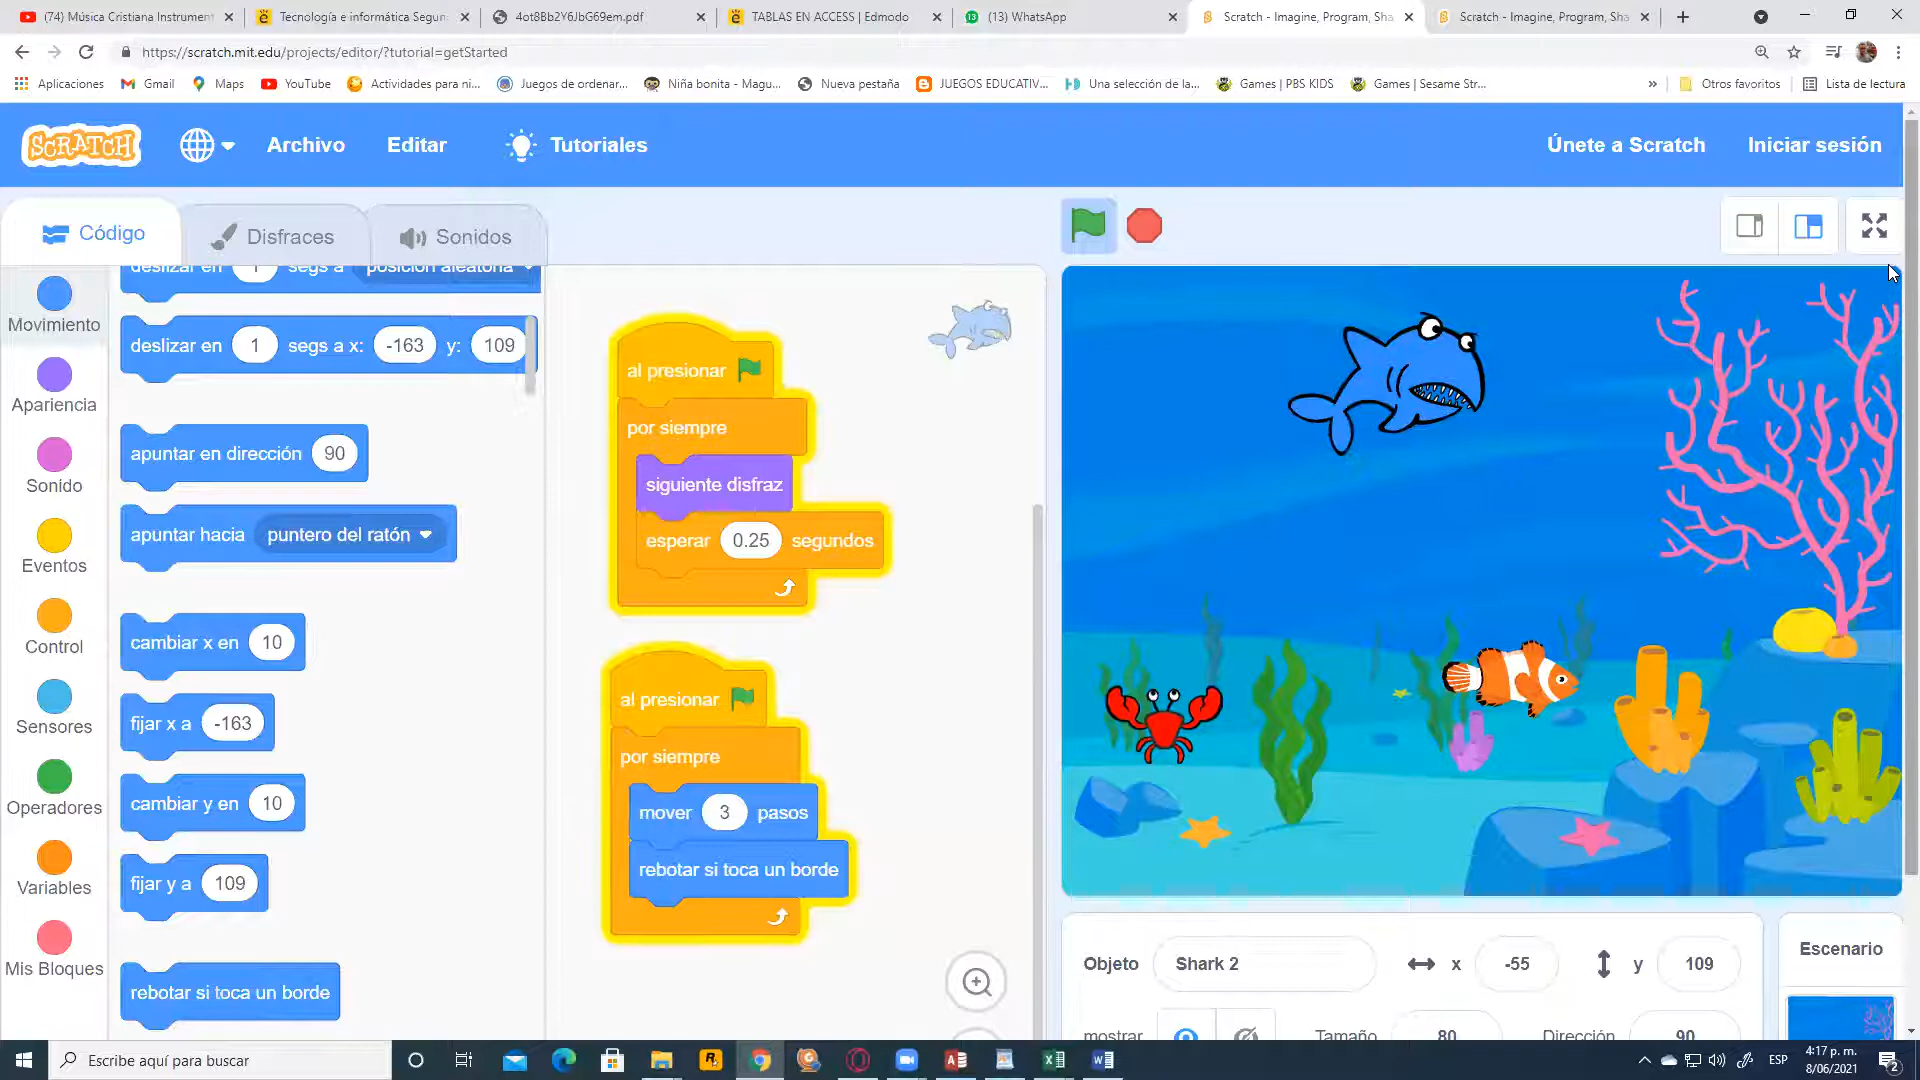 (74) Música Cristiana Instrument
Tecnología e informática Segun
4ot8Bb2Y6JbG69em.pdf
TABLAS EN ACCESS | Edmodo
(13) WhatsApp
Scratch - Imagine, Program, Sha
Scratch - Imagine, Program, Sha
https://scratch.mit.edu/projects/editor/?tutorial=getStarted
Aplicaciones
Gmail
Maps
YouTube
Actividades para ni...
Juegos de ordenar...
Niña bonita - Magu...
Nueva pestaña
JUEGOS EDUCATIV...
Una selección de la...
Games | PBS KIDS
Games | Sesame Str...
»
Otros favoritos
Lista de lectura
SCRATCH
Archivo
Editar
Tutoriales
Únete a Scratch
Iniciar sesión
Código
Disfraces
Sonidos
Movimiento
Apariencia
Sonido
Eventos
Control
Sensores
Operadores
Variables
Mis Bloques
deslizar en 1 segs a posición aleatoria
deslizar en 1 segs a x: -163 y: 109
apuntar en dirección 90
apuntar hacia puntero del ratón
cambiar x en 10
fijar x a -163
cambiar y en 10
fijar y a 109
rebotar si toca un borde
al presionar
por siempre
siguiente disfraz
esperar 0.25 segundos
al presionar
por siempre
mover 3 pasos
rebotar si toca un borde
Objeto Shark 2 x -55 y 109
mostrar Tamaño 80 Dirección 90
Escenario
Escribe aquí para buscar
ESP
4:17 p. m.
8/06/2021
2